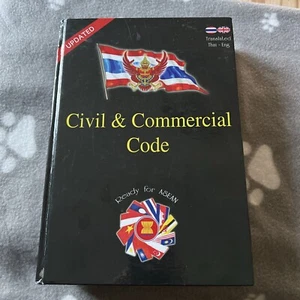 UPDATED
Translated
Thai - Eng
Civil & Commercial
Code
Ready for ASEAN